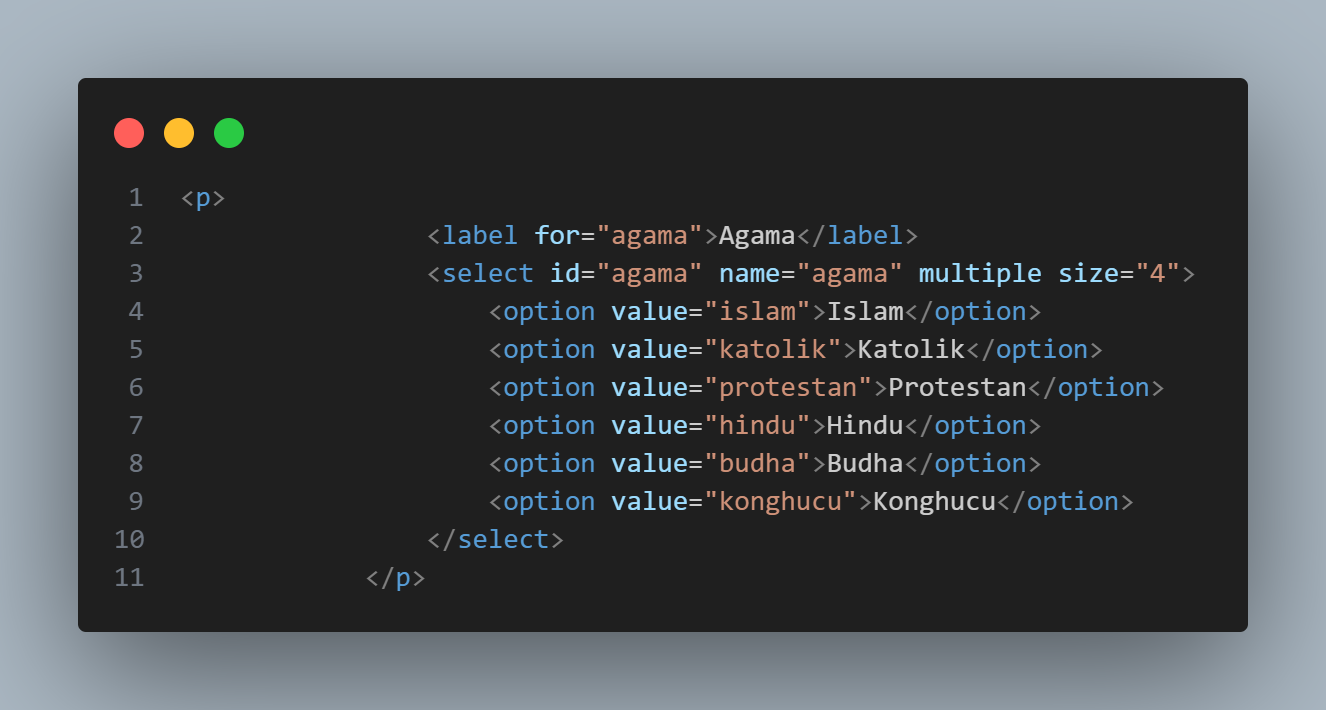 1 <p>
2 <label for="agama">Agama</label>
3 <select id="agama" name="agama" multiple size="4">
4 <option value="islam">Islam</option>
5 <option value="katolik">Katolik</option>
6 <option value="protestan">Protestan</option>
7 <option value="hindu">Hindu</option>
8 <option value="budha">Budha</option>
9 <option value="konghucu">Konghucu</option>
10 </select>
11 </p>